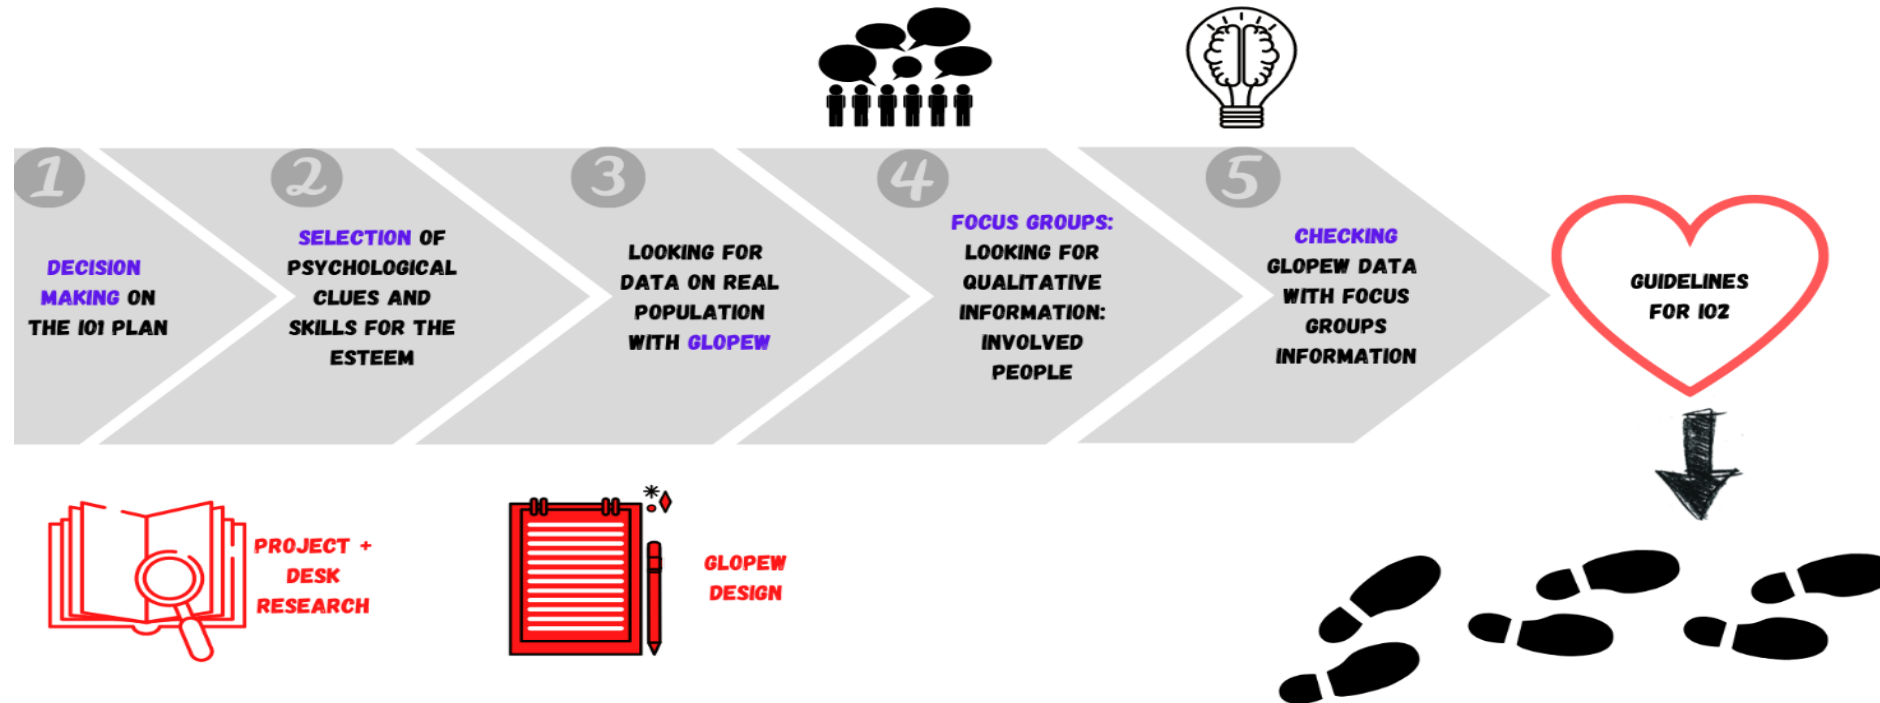 1
DECISION
MAKING ON
THE IO1 PLAN
2
SELECTION OF
PSYCHOLOGICAL
CLUES AND
SKILLS FOR THE
ESTEEM
3
LOOKING FOR
DATA ON REAL
POPULATION
WITH GLOPEW
4
FOCUS GROUPS:
LOOKING FOR
QUALITATIVE
INFORMATION:
INVOLVED
PEOPLE
5
CHECKING
GLOPEW DATA
WITH FOCUS
GROUPS
INFORMATION
GUIDELINES
FOR IO2
PROJECT +
DESK
RESEARCH
GLOPEW
DESIGN